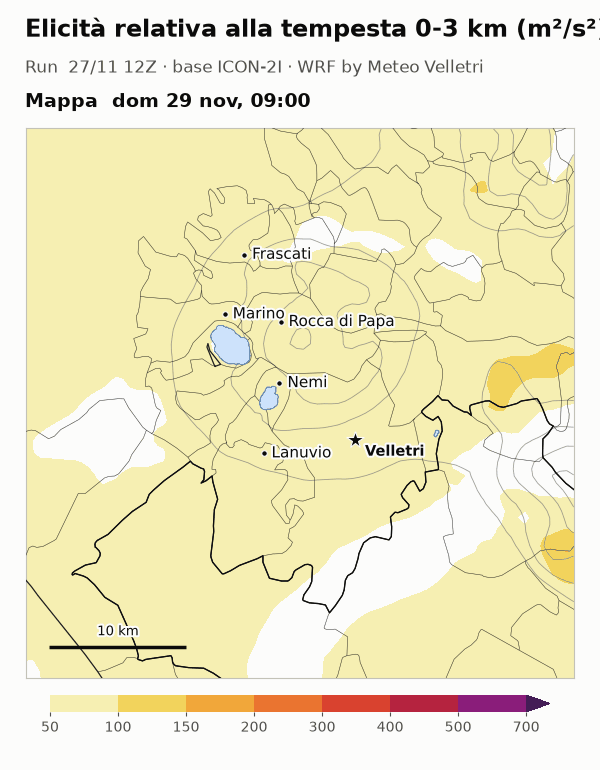 Elicità relativa alla tempesta 0-3 km (m²/s²)
Run 27/11 12Z · base ICON-2I · WRF by Meteo Velletri
Mappa dom 29 nov, 09:00
Frascati
Marino
Rocca di Papa
Nemi
Lanuvio
Velletri
10 km
50 100 150 200 300 400 500 700